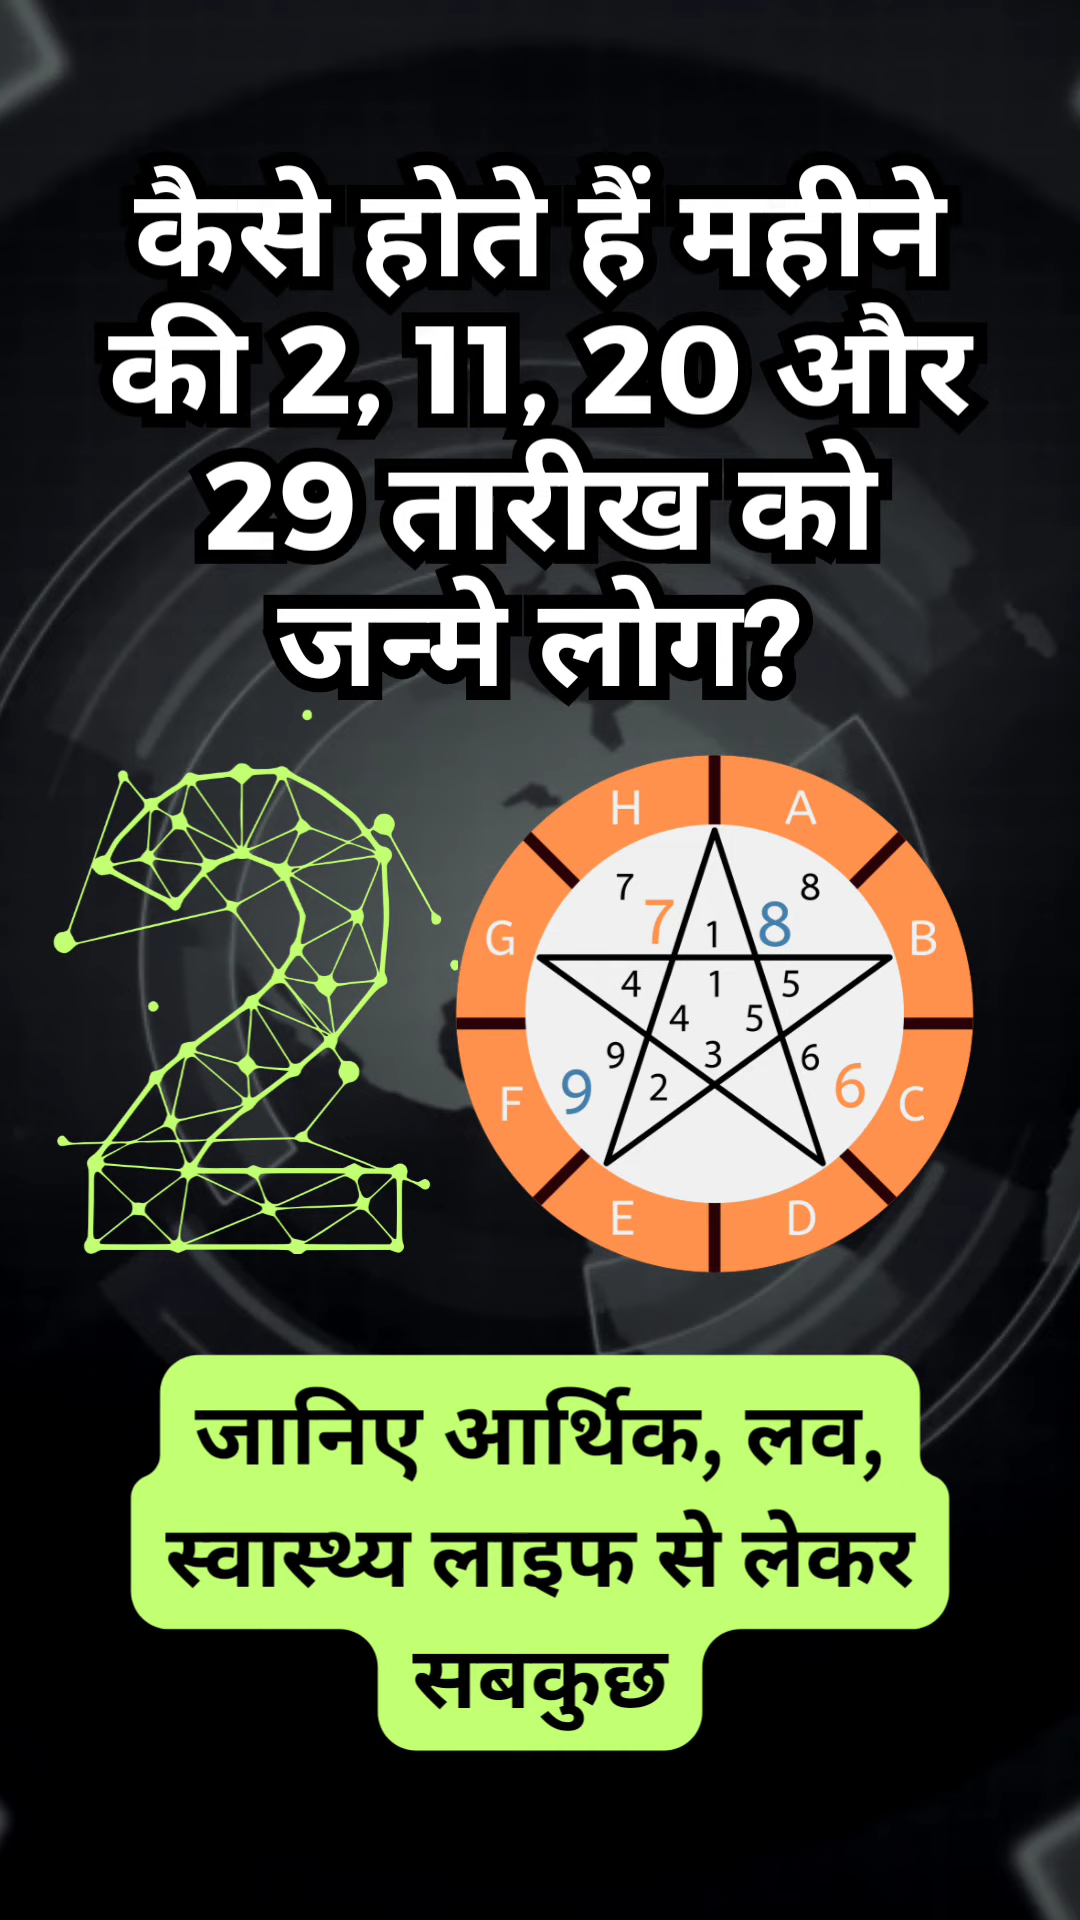 कैसे होते हैं महीने
की 2, 11, 20 और
29 तारीख को
जन्मे लोग?
H A
7 8
7 8
G 1 B
4 1 5
4 5
9 3 6
9 2 6
F C
E D
जानिए आर्थिक, लव,
स्वास्थ्य लाइफ से लेकर
सबकुछ